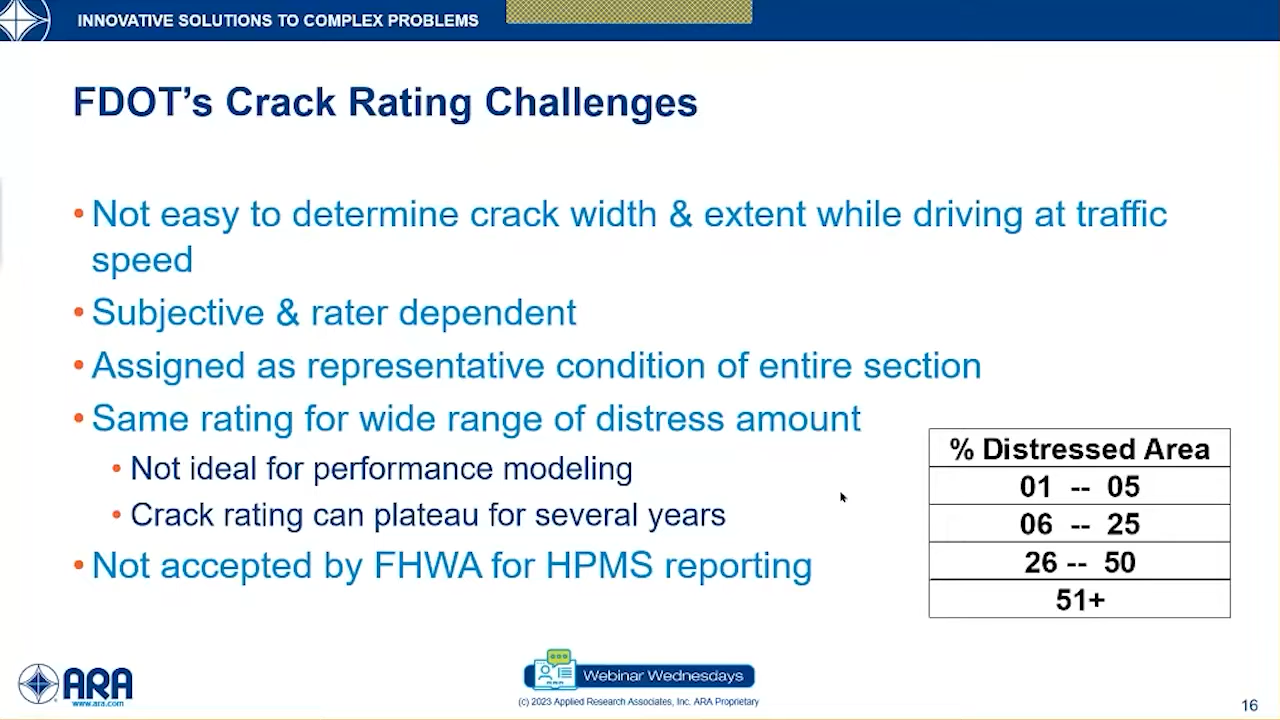 INNOVATIVE SOLUTIONS TO COMPLEX PROBLEMS
FDOT's Crack Rating Challenges
• Not easy to determine crack width & extent while driving at traffic
speed
• Subjective & rater dependent
• Assigned as representative condition of entire section
• Same rating for wide range of distress amount
• Not ideal for performance modeling
• Crack rating can plateau for several years
• Not accepted by FHWA for HPMS reporting
% Distressed Area
01 -- 05
06 -- 25
26 -- 50
51+
ARA
www.ara.com
Webinar Wednesdays
(c) 2023 Applied Research Associates, Inc. ARA Proprietary
16